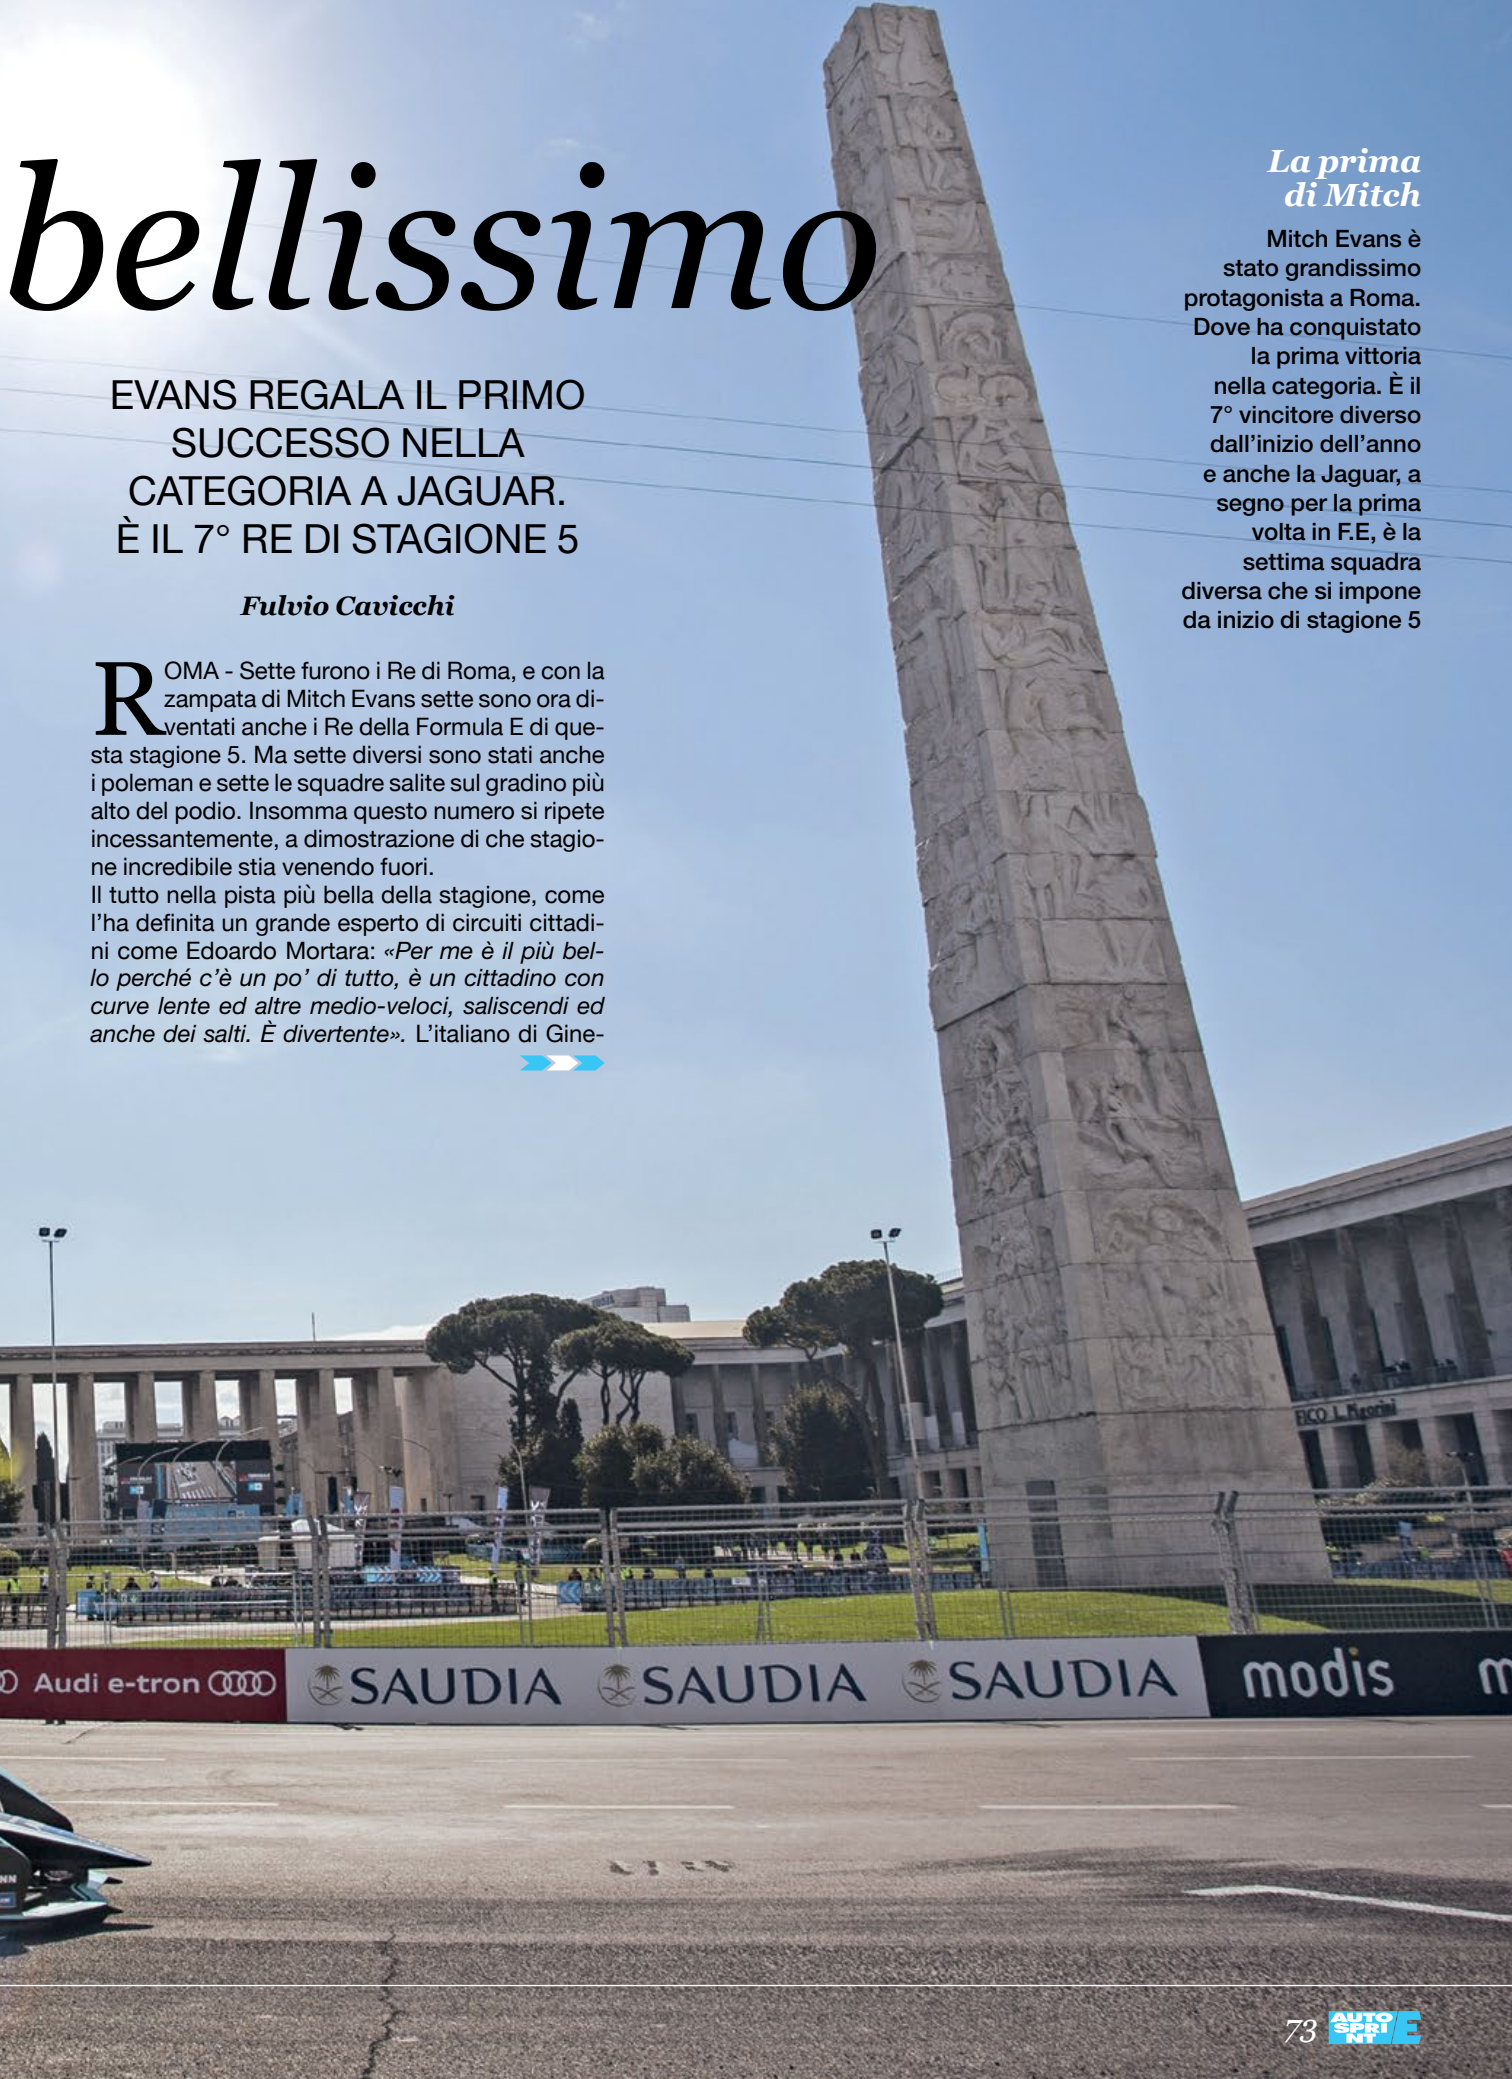 bellissimo
EVANS REGALA IL PRIMO
SUCCESSO NELLA
CATEGORIA A JAGUAR.
È IL 7° RE DI STAGIONE 5
Fulvio Cavicchi
ROMA - Sette furono i Re di Roma, e con la
zampata di Mitch Evans sette sono ora di-
ventati anche i Re della Formula E di que-
sta stagione 5. Ma sette diversi sono stati anche
i poleman e sette le squadre salite sul gradino più
alto del podio. Insomma questo numero si ripete
incessantemente, a dimostrazione di che stagio-
ne incredibile stia venendo fuori.
Il tutto nella pista più bella della stagione, come
l'ha definita un grande esperto di circuiti cittadi-
ni come Edoardo Mortara: «Per me è il più bel-
lo perché c'è un po' di tutto, è un cittadino con
curve lente ed altre medio-veloci, saliscendi ed
anche dei salti. È divertente». L'italiano di Gine-
La prima
di Mitch
Mitch Evans è
stato grandissimo
protagonista a Roma.
Dove ha conquistato
la prima vittoria
nella categoria. È il
7° vincitore diverso
dall'inizio dell'anno
e anche la Jaguar, a
segno per la prima
volta in F.E, è la
settima squadra
diversa che si impone
da inizio di stagione 5
FICO L. Pigorini
Audi e-tron
SAUDIA SAUDIA SAUDIA
modis m
NN
73 AUTO
SPRI
NT E